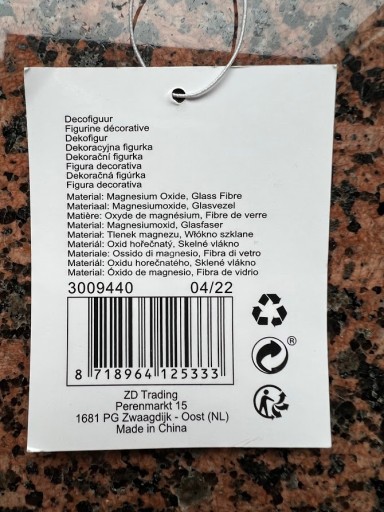 Decofiguur
Figurine décorative
Dekofigur
Dekoracyjna figurka
Dekorační figurka
Figura decorativa
Dekoračná figúrka
Figura decorativa
Material: Magnesium Oxide, Glass Fibre
Materiaal: Magnesiumoxide, Glasvezel
Matière: Oxyde de magnésium, Fibre de verre
Material: Magnesiumoxid, Glasfaser
Materiał: Tlenek magnezu, Włókno szklane
Materiál: Oxid hořečnatý, Skelné vlákno
Materiale: Ossido di magnesio, Fibra di vetro
Materiál: Oxidu horečnatého, Sklené vlákno
Material: Óxido de magnesio, Fibra de vidrio
3009440 04/22
8 718964 125333
®
ZD Trading
Perenmarkt 15
1681 PG Zwaagdijk - Oost (NL)
Made in China